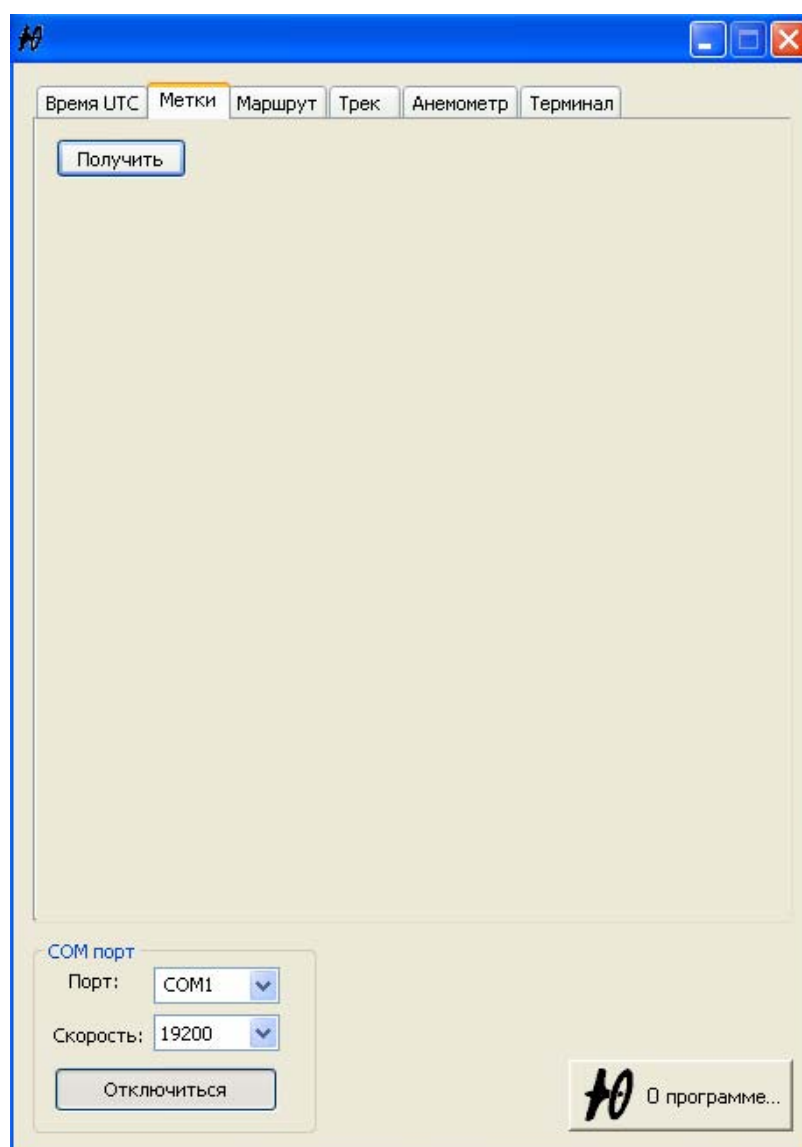 Ю
Время UTC Метки Маршрут Трек Анемометр Терминал
Получить
COM порт
Порт: COM1
Скорость: 19200
Отключиться
Ю О программе...